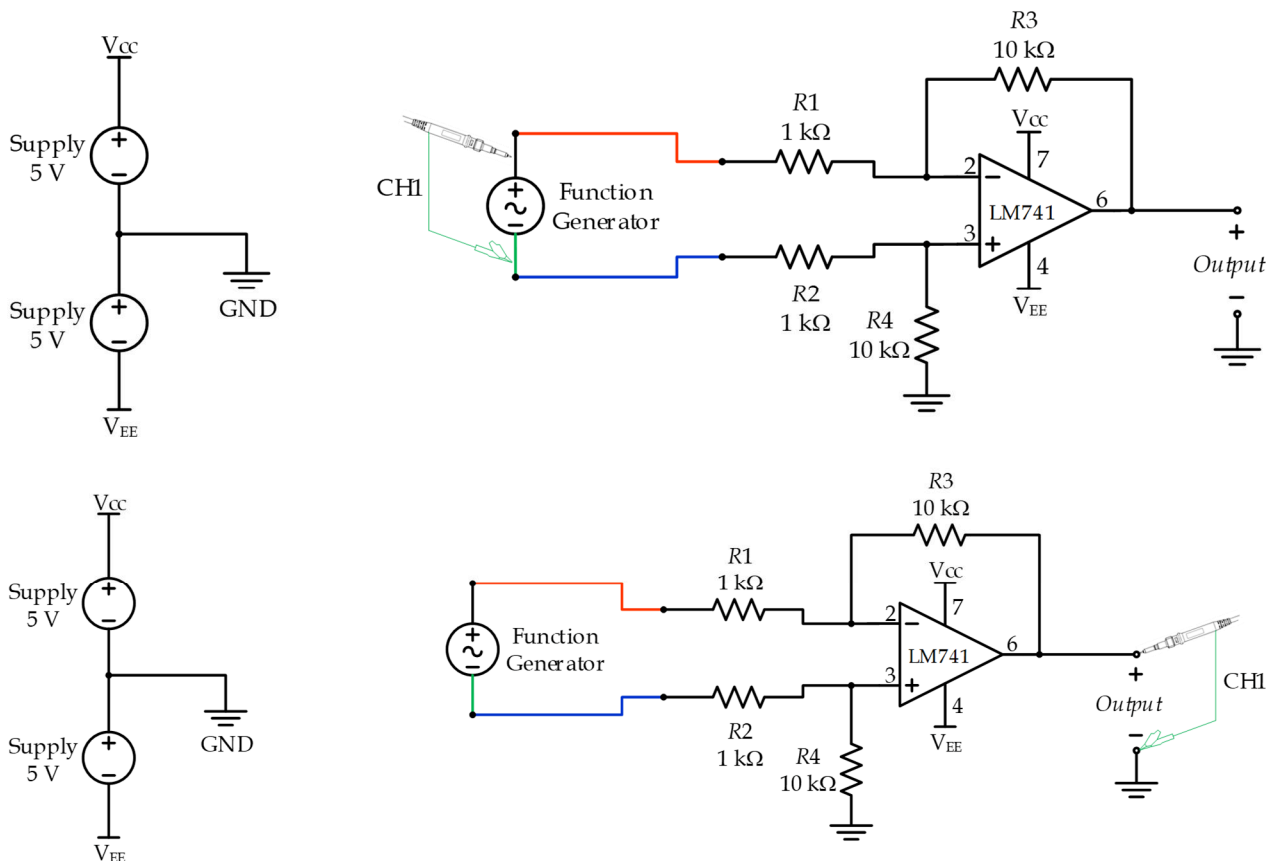 Vcc
Supply
5 V
Supply
5 V
GND
VEE
CH1
Function
Generator
R1
1 kΩ
R2
1 kΩ
R3
10 kΩ
Vcc
7
2
LM741
6
3
4
VEE
R4
10 kΩ
+
Output
−
Vcc
Supply
5 V
Supply
5 V
GND
VEE
Function
Generator
R1
1 kΩ
R2
1 kΩ
R3
10 kΩ
Vcc
7
2
LM741
6
3
4
VEE
R4
10 kΩ
+
Output
−
CH1